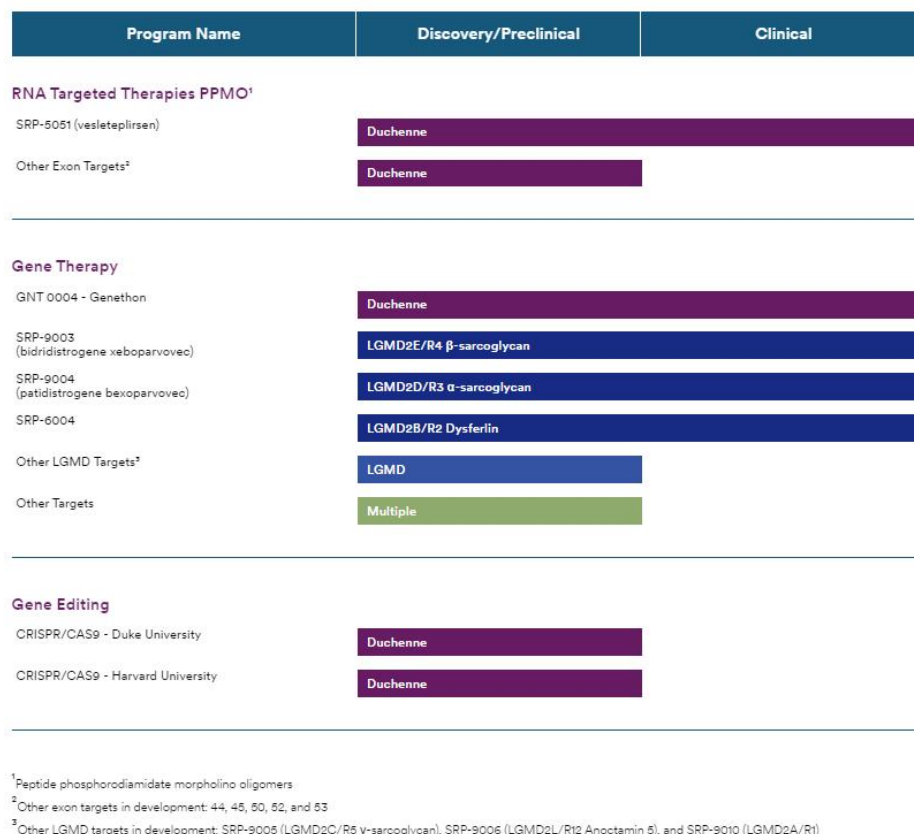 Program Name Discovery/Preclinical Clinical
RNA Targeted Therapies PPMO¹
SRP-5051 (vesleteplirsen) Duchenne
Other Exon Targets² Duchenne
Gene Therapy
GNT 0004 - Genethon Duchenne
SRP-9003
(bidridistrogene xeboparvovec) LGMD2E/R4 β-sarcoglycan
SRP-9004
(patidistrogene bexoparvovec) LGMD2D/R3 α-sarcoglycan
SRP-6004 LGMD2B/R2 Dysferlin
Other LGMD Targets³ LGMD
Other Targets Multiple
Gene Editing
CRISPR/CAS9 - Duke University Duchenne
CRISPR/CAS9 - Harvard University Duchenne
¹Peptide phosphorodiamidate morpholino oligomers
²Other exon targets in development: 44, 45, 50, 52, and 53
³Other LGMD targets in development: SRP-9005 (LGMD2C/R5 γ-sarcoglycan), SRP-9006 (LGMD2L/R12 Anoctamin 5), and SRP-9010 (LGMD2A/R1)